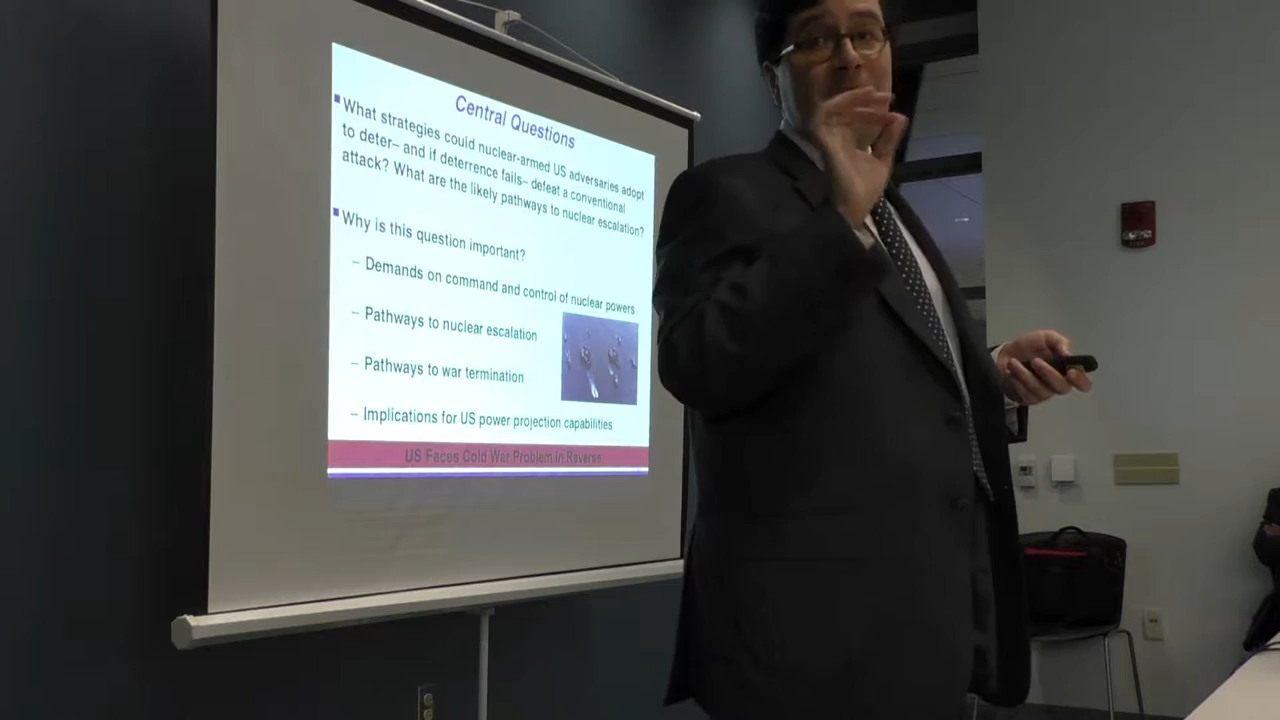 Central Questions
▪ What strategies could nuclear-armed US adversaries adopt
to deter– and if deterrence fails– defeat a conventional
attack? What are the likely pathways to nuclear escalation?
▪ Why is this question important?
– Demands on command and control of nuclear powers
– Pathways to nuclear escalation
– Pathways to war termination
– Implications for US power projection capabilities
US Faces Cold War Problem in Reverse